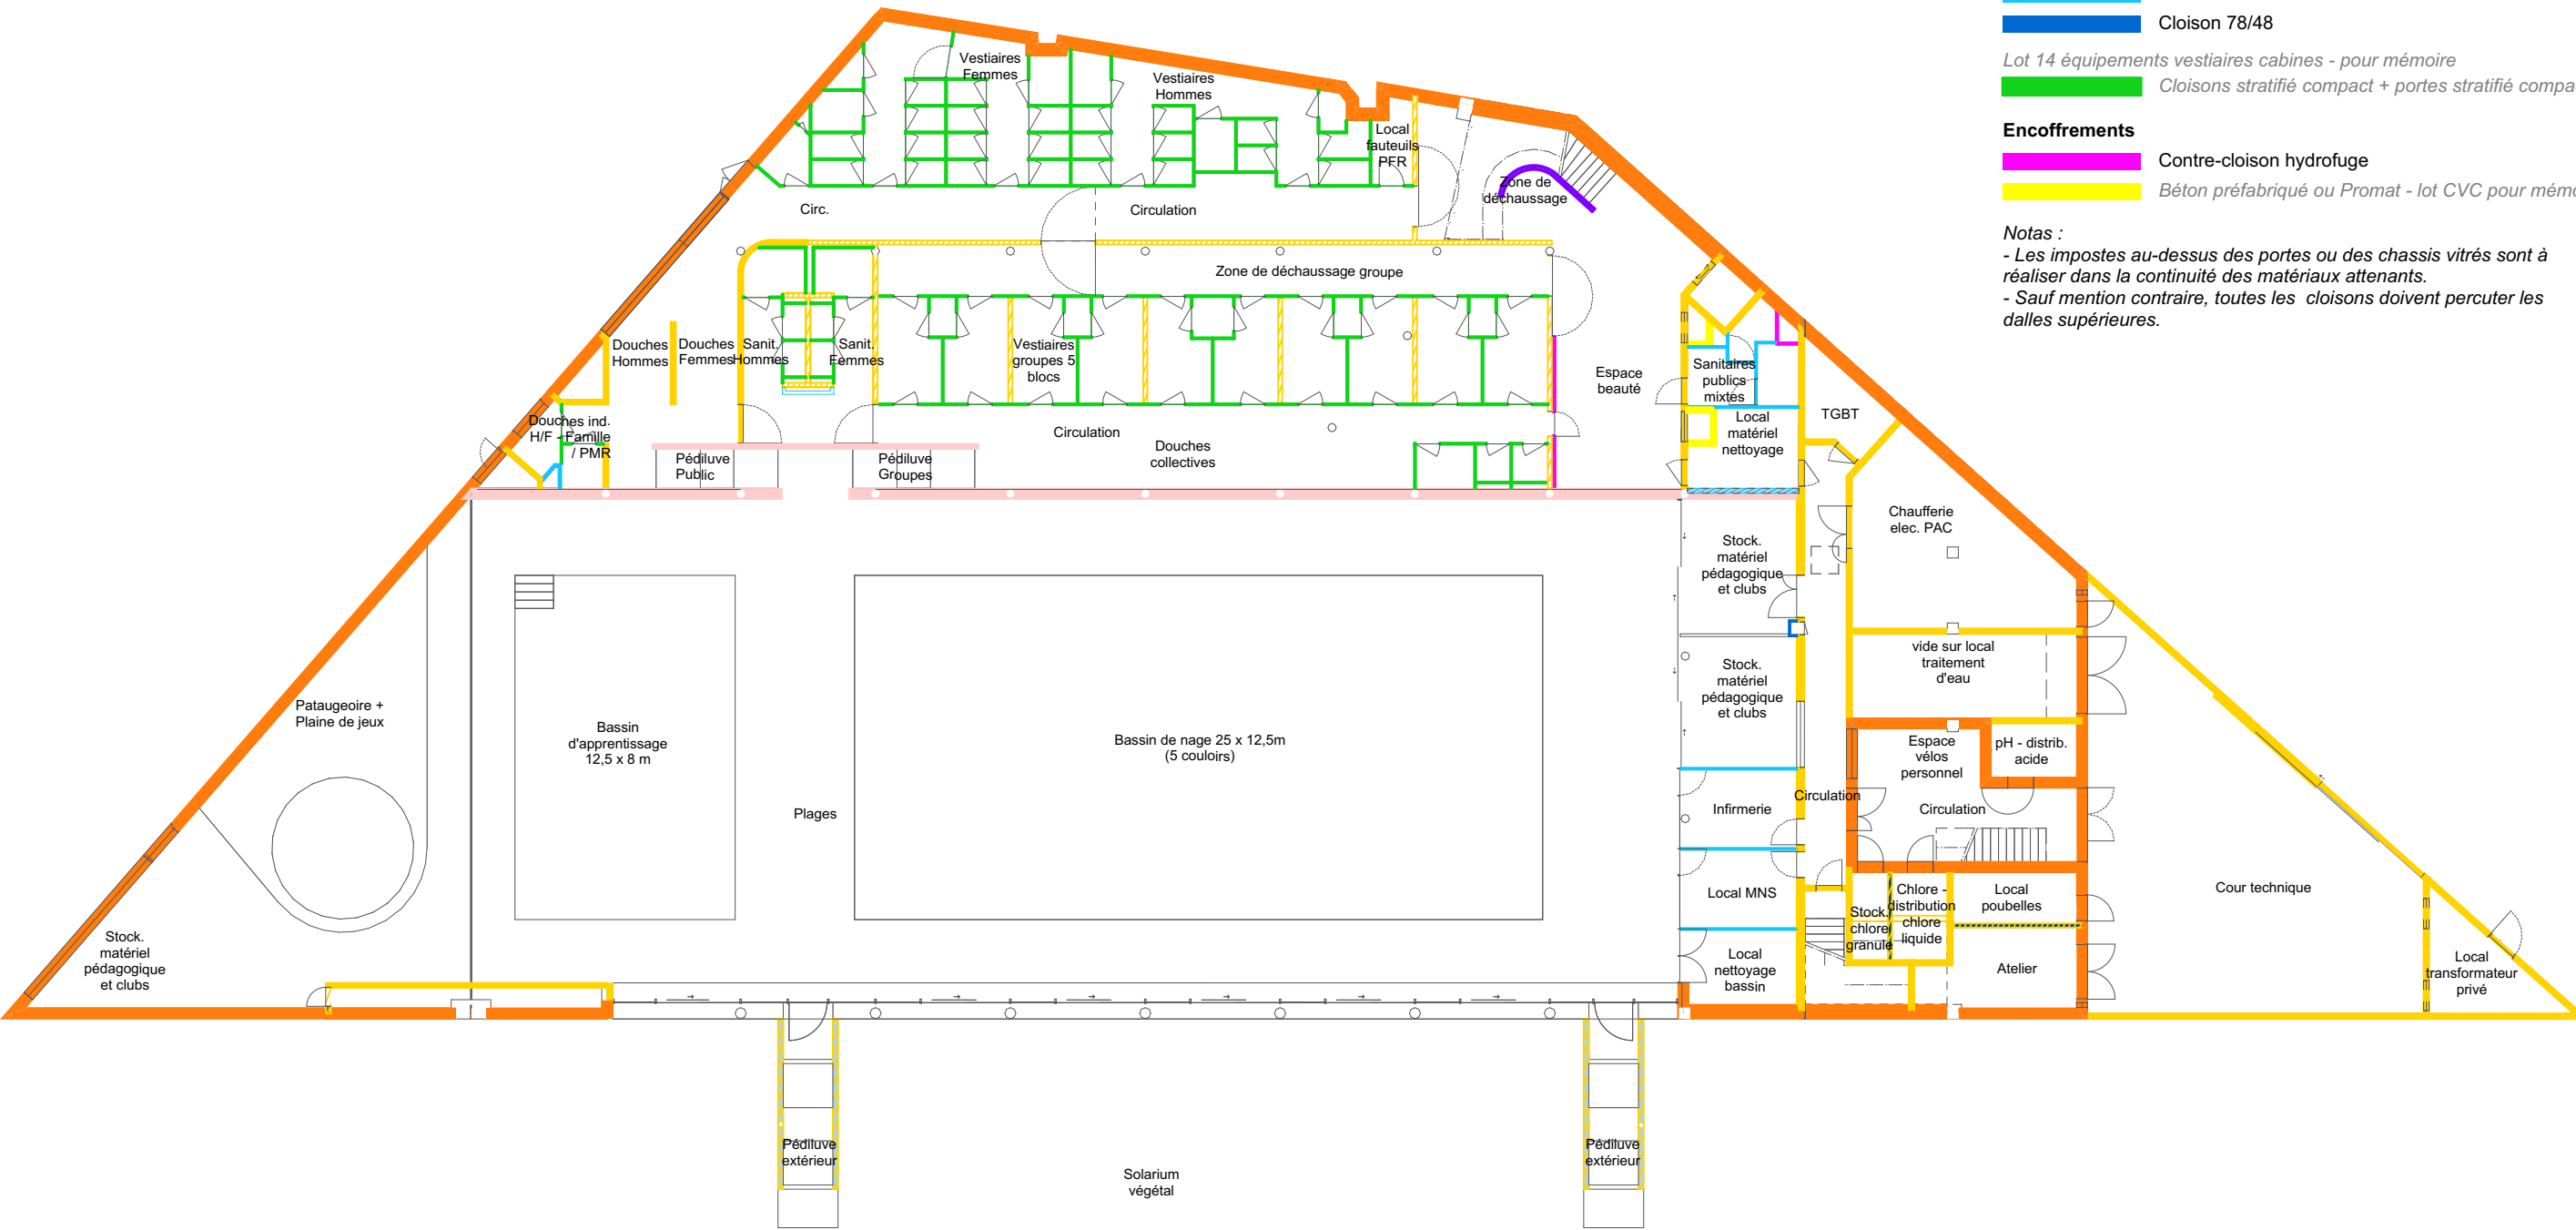 Cloison 78/48
Lot 14 équipements vestiaires cabines - pour mémoire
Cloisons stratifié compact + portes stratifié compa
Encoffrements
Contre-cloison hydrofuge
Béton préfabriqué ou Promat - lot CVC pour mémo
Notas :
- Les impostes au-dessus des portes ou des chassis vitrés sont à
réaliser dans la continuité des matériaux attenants.
- Sauf mention contraire, toutes les cloisons doivent percuter les
dalles supérieures.
Vestiaires
Femmes
Vestiaires
Hommes
Local
fauteuils
PFR
Zone de
déchaussage
Circ.
Circulation
Zone de déchaussage groupe
Douches
Hommes
Douches
Femmes
Sanit.
Hommes
Sanit.
Femmes
Vestiaires
groupes 5
blocs
Espace
beauté
Sanitaires
publics
mixtes
Local
matériel
nettoyage
TGBT
Douches ind.
H/F - Famille
/ PMR
Circulation
Douches
collectives
Pédiluve
Public
Pédiluve
Groupes
Chaufferie
elec. PAC
Stock.
matériel
pédagogique
et clubs
vide sur local
traitement
d'eau
Stock.
matériel
pédagogique
et clubs
Pataugeoire +
Plaine de jeux
Bassin
d'apprentissage
12,5 x 8 m
Bassin de nage 25 x 12,5m
(5 couloirs)
Espace
vélos
personnel
pH - distrib.
acide
Plages
Infirmerie
Circulation
Circulation
Local MNS
Stock.
chlore
granule
Chlore -
distribution
chlore
liquide
Local
poubelles
Cour technique
Stock.
matériel
pédagogique
et clubs
Local
nettoyage
bassin
Atelier
Local
transformateur
privé
Pédiluve
extérieur
Pédiluve
extérieur
Solarium
végétal